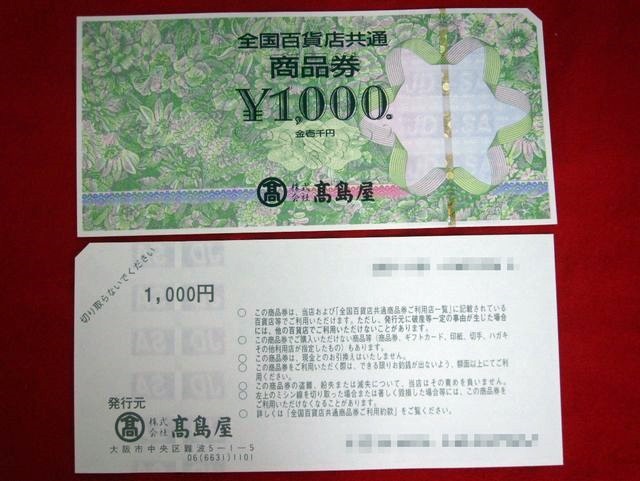 全国百貨店共通
商品券
¥1,000
金壱千円
髙 株式会社 髙島屋
切り取らないでください
1,000円
○ この商品券は、当店および「全国百貨店共通商品券ご利用店一覧」に記載されている
百貨店等でご利用いただけます。ただし、発行元に破産等一定の事由が生じた場合
には、他の百貨店でご利用いただけないことがあります。
○ この商品券でご購入いただけない商品等(商品券、ギフトカード、印紙、切手、ハガキ
その他利用店が指定したもの)もあります。
○ この商品券は、現金とのお引換えはいたしません。
○ この商品券をご利用いただく際は、できる限りお釣銭が出ないよう、額面以上にてご利
用ください。
○ この商品券の盗難、紛失または滅失について、当店はその責めを負いません。
○ 左上のミシン線を切り取った場合または著しく毀損した場合等には、この商品券を
ご利用いただけなくなることがあります。
○ 詳しくは「全国百貨店共通商品券ご利用約款」をご覧ください。
発行元
髙 株式会社 髙島屋
大阪市中央区難波5-1-5
06(6631)1101